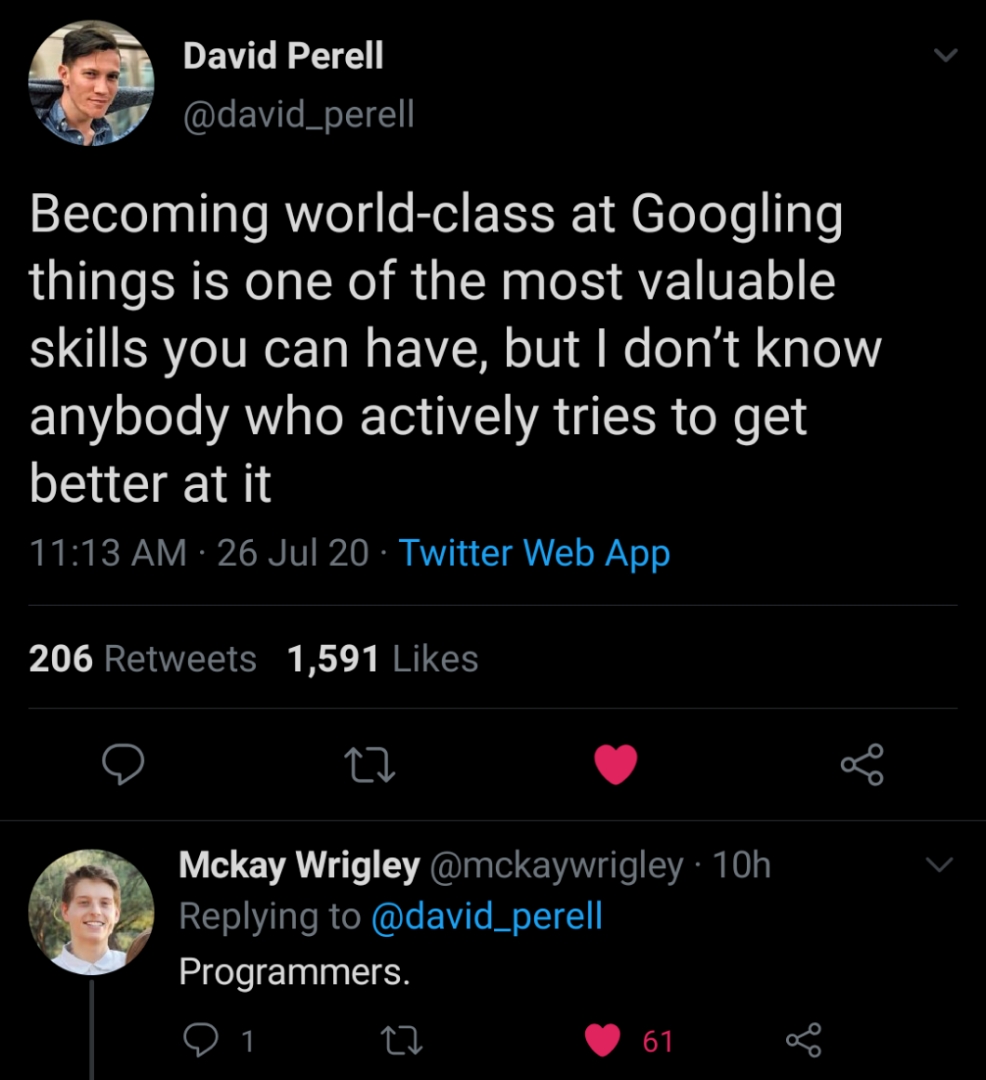 David Perell
@david_perell
Becoming world-class at Googling
things is one of the most valuable
skills you can have, but I don’t know
anybody who actively tries to get
better at it
11:13 AM · 26 Jul 20 · Twitter Web App
206 Retweets 1,591 Likes
Mckay Wrigley @mckaywrigley · 10h
Replying to @david_perell
Programmers.
1 61